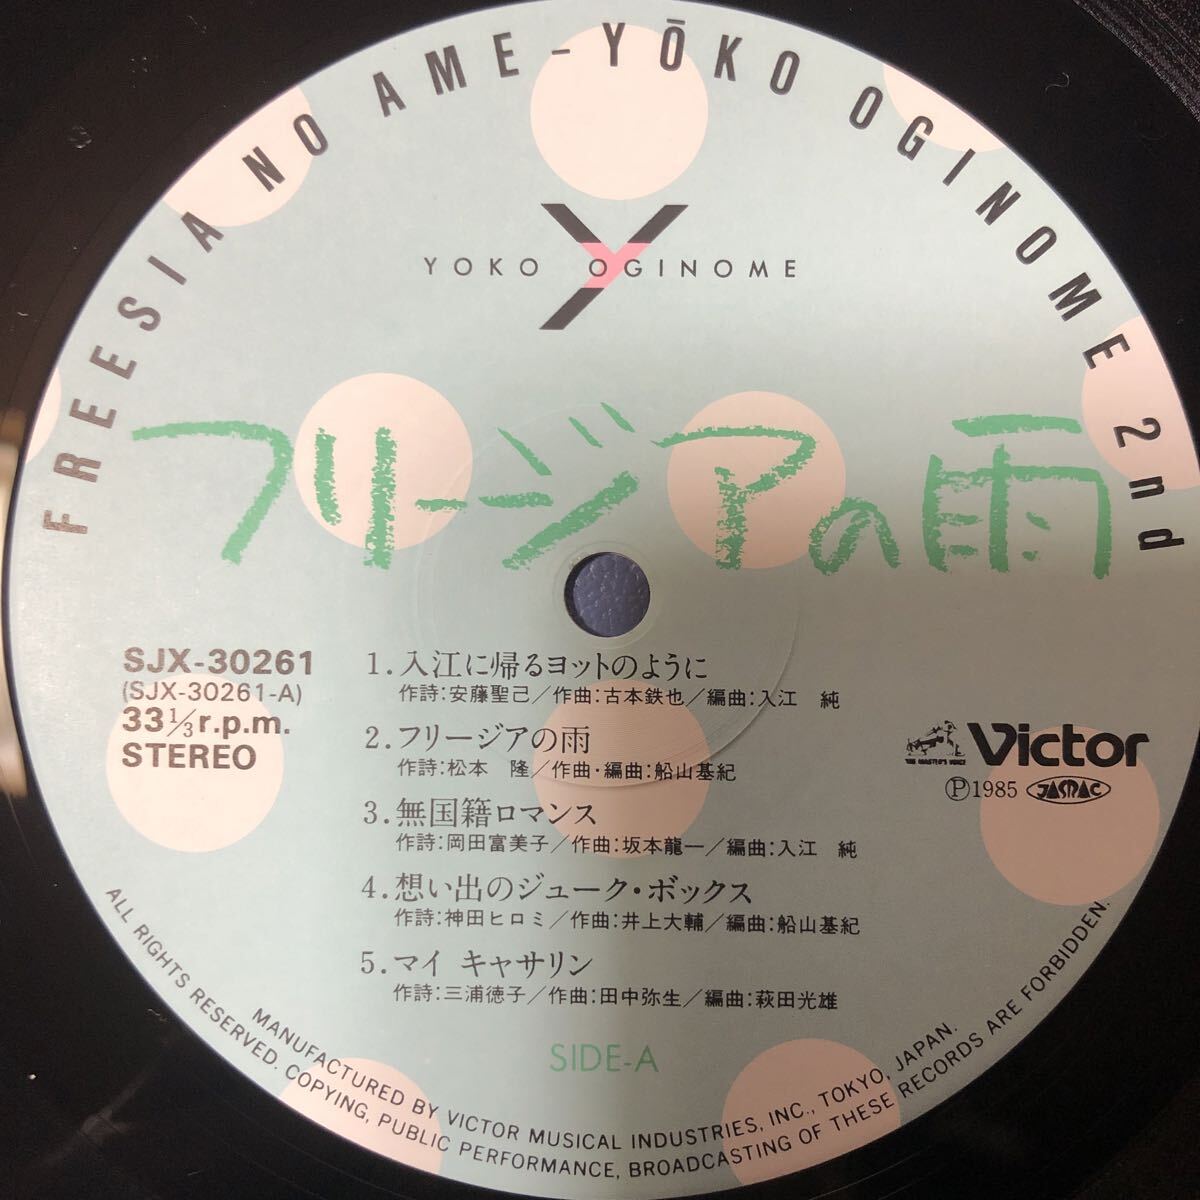 FREESIA NO AME – YŌKO OGINOME 2nd
Y
YOKO OGINOME
フリージアの雨
SJX-30261
(SJX-30261-A)
33 1/3 r.p.m.
STEREO
1. 入江に帰るヨットのように
作詩：安藤聖己／作曲：古本鉄也／編曲：入江　純
2. フリージアの雨
作詩：松本　隆／作曲・編曲：船山基紀
3. 無国籍ロマンス
作詩：岡田富美子／作曲：坂本龍一／編曲：入江　純
4. 想い出のジューク・ボックス
作詩：神田ヒロミ／作曲：井上大輔／編曲：船山基紀
5. マイ キャサリン
作詩：三浦徳子／作曲：田中弥生／編曲：萩田光雄
"HIS MASTER'S VOICE"
Victor
Ⓟ1985 JASRAC
SIDE-A
MANUFACTURED BY VICTOR MUSICAL INDUSTRIES, INC., TOKYO, JAPAN.
ALL RIGHTS RESERVED. COPYING, PUBLIC PERFORMANCE, BROADCASTING OF THESE RECORDS ARE FORBIDDEN.